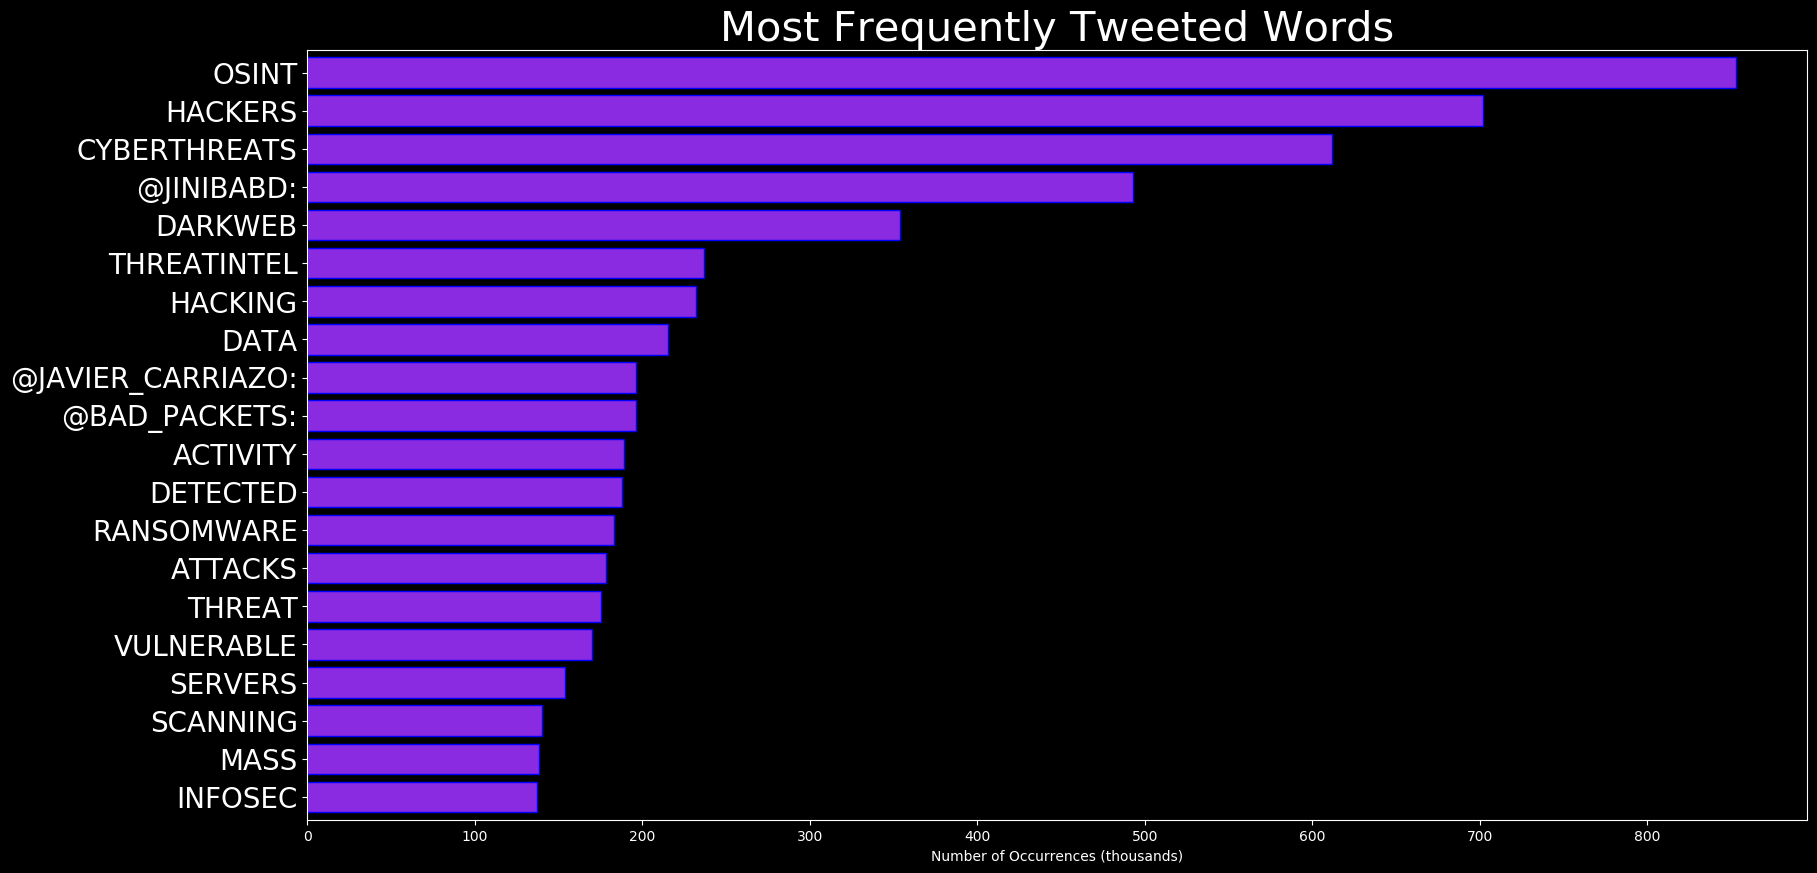 Most Frequently Tweeted Words
OSINT
HACKERS
CYBERTHREATS
@JINIBABD:
DARKWEB
THREATINTEL
HACKING
DATA
@JAVIER_CARRIAZO:
@BAD_PACKETS:
ACTIVITY
DETECTED
RANSOMWARE
ATTACKS
THREAT
VULNERABLE
SERVERS
SCANNING
MASS
INFOSEC
0 100 200 300 400 500 600 700 800
Number of Occurrences (thousands)